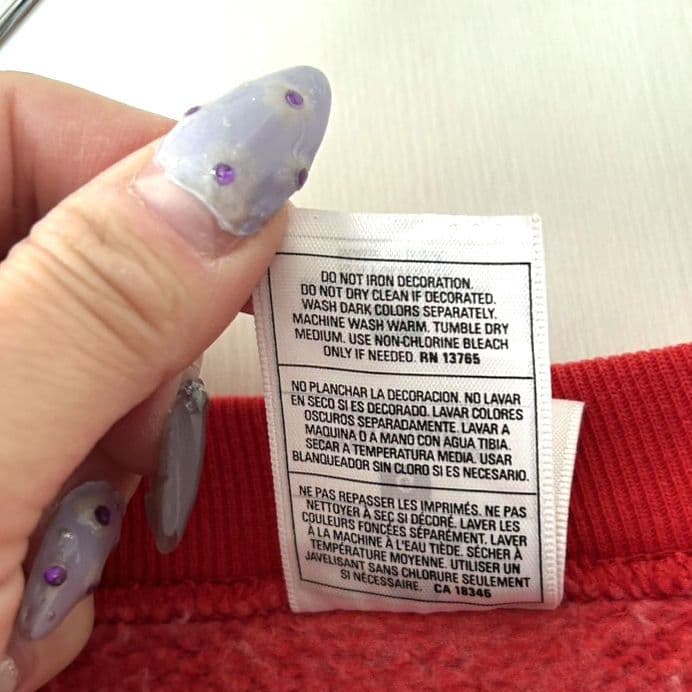 DO NOT IRON DECORATION.
DO NOT DRY CLEAN IF DECORATED.
WASH DARK COLORS SEPARATELY.
MACHINE WASH WARM. TUMBLE DRY
MEDIUM. USE NON-CHLORINE BLEACH
ONLY IF NEEDED. RN 13765
NO PLANCHAR LA DECORACION. NO LAVAR
EN SECO SI ES DECORADO. LAVAR COLORES
OSCUROS SEPARADAMENTE. LAVAR A
MAQUINA O A MANO CON AGUA TIBIA.
SECAR A TEMPERATURA MEDIA. USAR
BLANQUEADOR SIN CLORO SI ES NECESARIO.
NE PAS REPASSER LES IMPRIMÉS. NE PAS
NETTOYER À SEC SI DÉCORÉ. LAVER LES
COULEURS FONCÉES SÉPARÉMENT. LAVER
À LA MACHINE À L'EAU TIÈDE. SÉCHER À
TEMPÉRATURE MOYENNE. UTILISER UN
JAVELISANT SANS CHLORURE SEULEMENT
SI NÉCESSAIRE. CA 18345